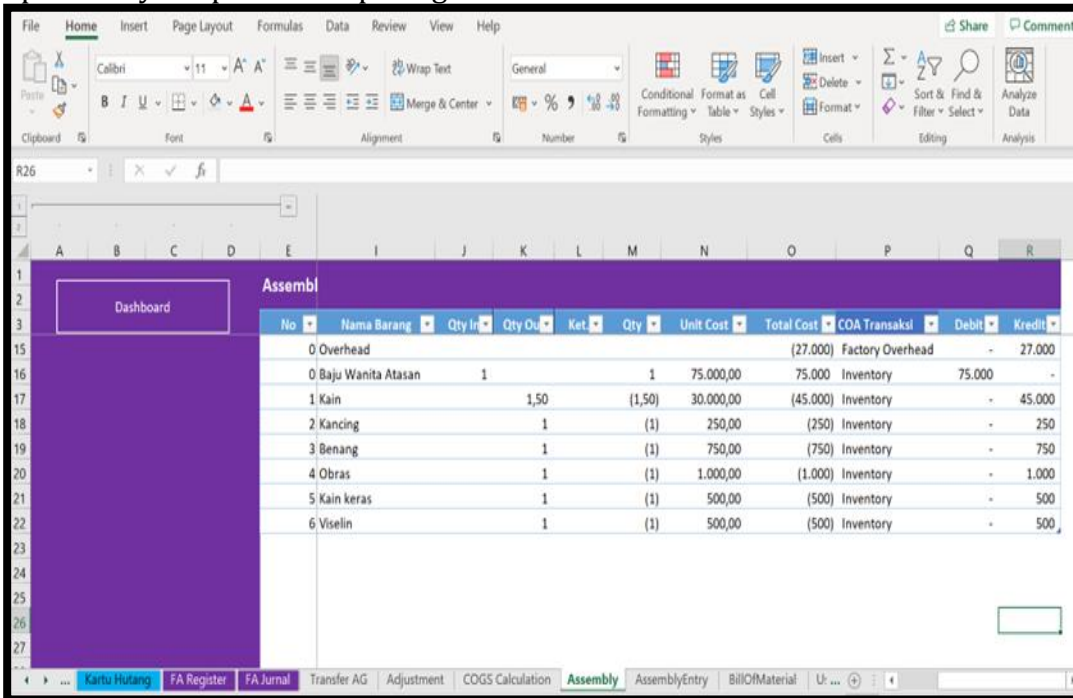 File Home Insert Page Layout Formulas Data Review View Help Share Comment
Calibri 11 A^ A˅ Wrap Text General Insert Σ
Paste B I U A Merge & Center % 9 Conditional Format as Cell Delete Sort & Find & Analyze
Formatting Table Styles Format Filter Select Data
Clipboard Font Alignment Number Styles Cells Editing Analysis
R26 fx
1
2
A B C D E I J K L M N O P Q R
1 Assembl
2 Dashboard
3 No Nama Barang Qty In Qty Ou Ket. Qty Unit Cost Total Cost COA Transaksi Debit Kredit
15 0 Overhead (27.000) Factory Overhead - 27.000
16 0 Baju Wanita Atasan 1 1 75.000,00 75.000 Inventory 75.000 -
17 1 Kain 1,50 (1,50) 30.000,00 (45.000) Inventory - 45.000
18 2 Kancing 1 (1) 250,00 (250) Inventory - 250
19 3 Benang 1 (1) 750,00 (750) Inventory - 750
20 4 Obras 1 (1) 1.000,00 (1.000) Inventory - 1.000
21 5 Kain keras 1 (1) 500,00 (500) Inventory - 500
22 6 Viselin 1 (1) 500,00 (500) Inventory - 500
23
24
25
26
27
... Kartu Hutang FA Register FA Jurnal Transfer AG Adjustment COGS Calculation Assembly AssemblyEntry BillOfMaterial U: ...